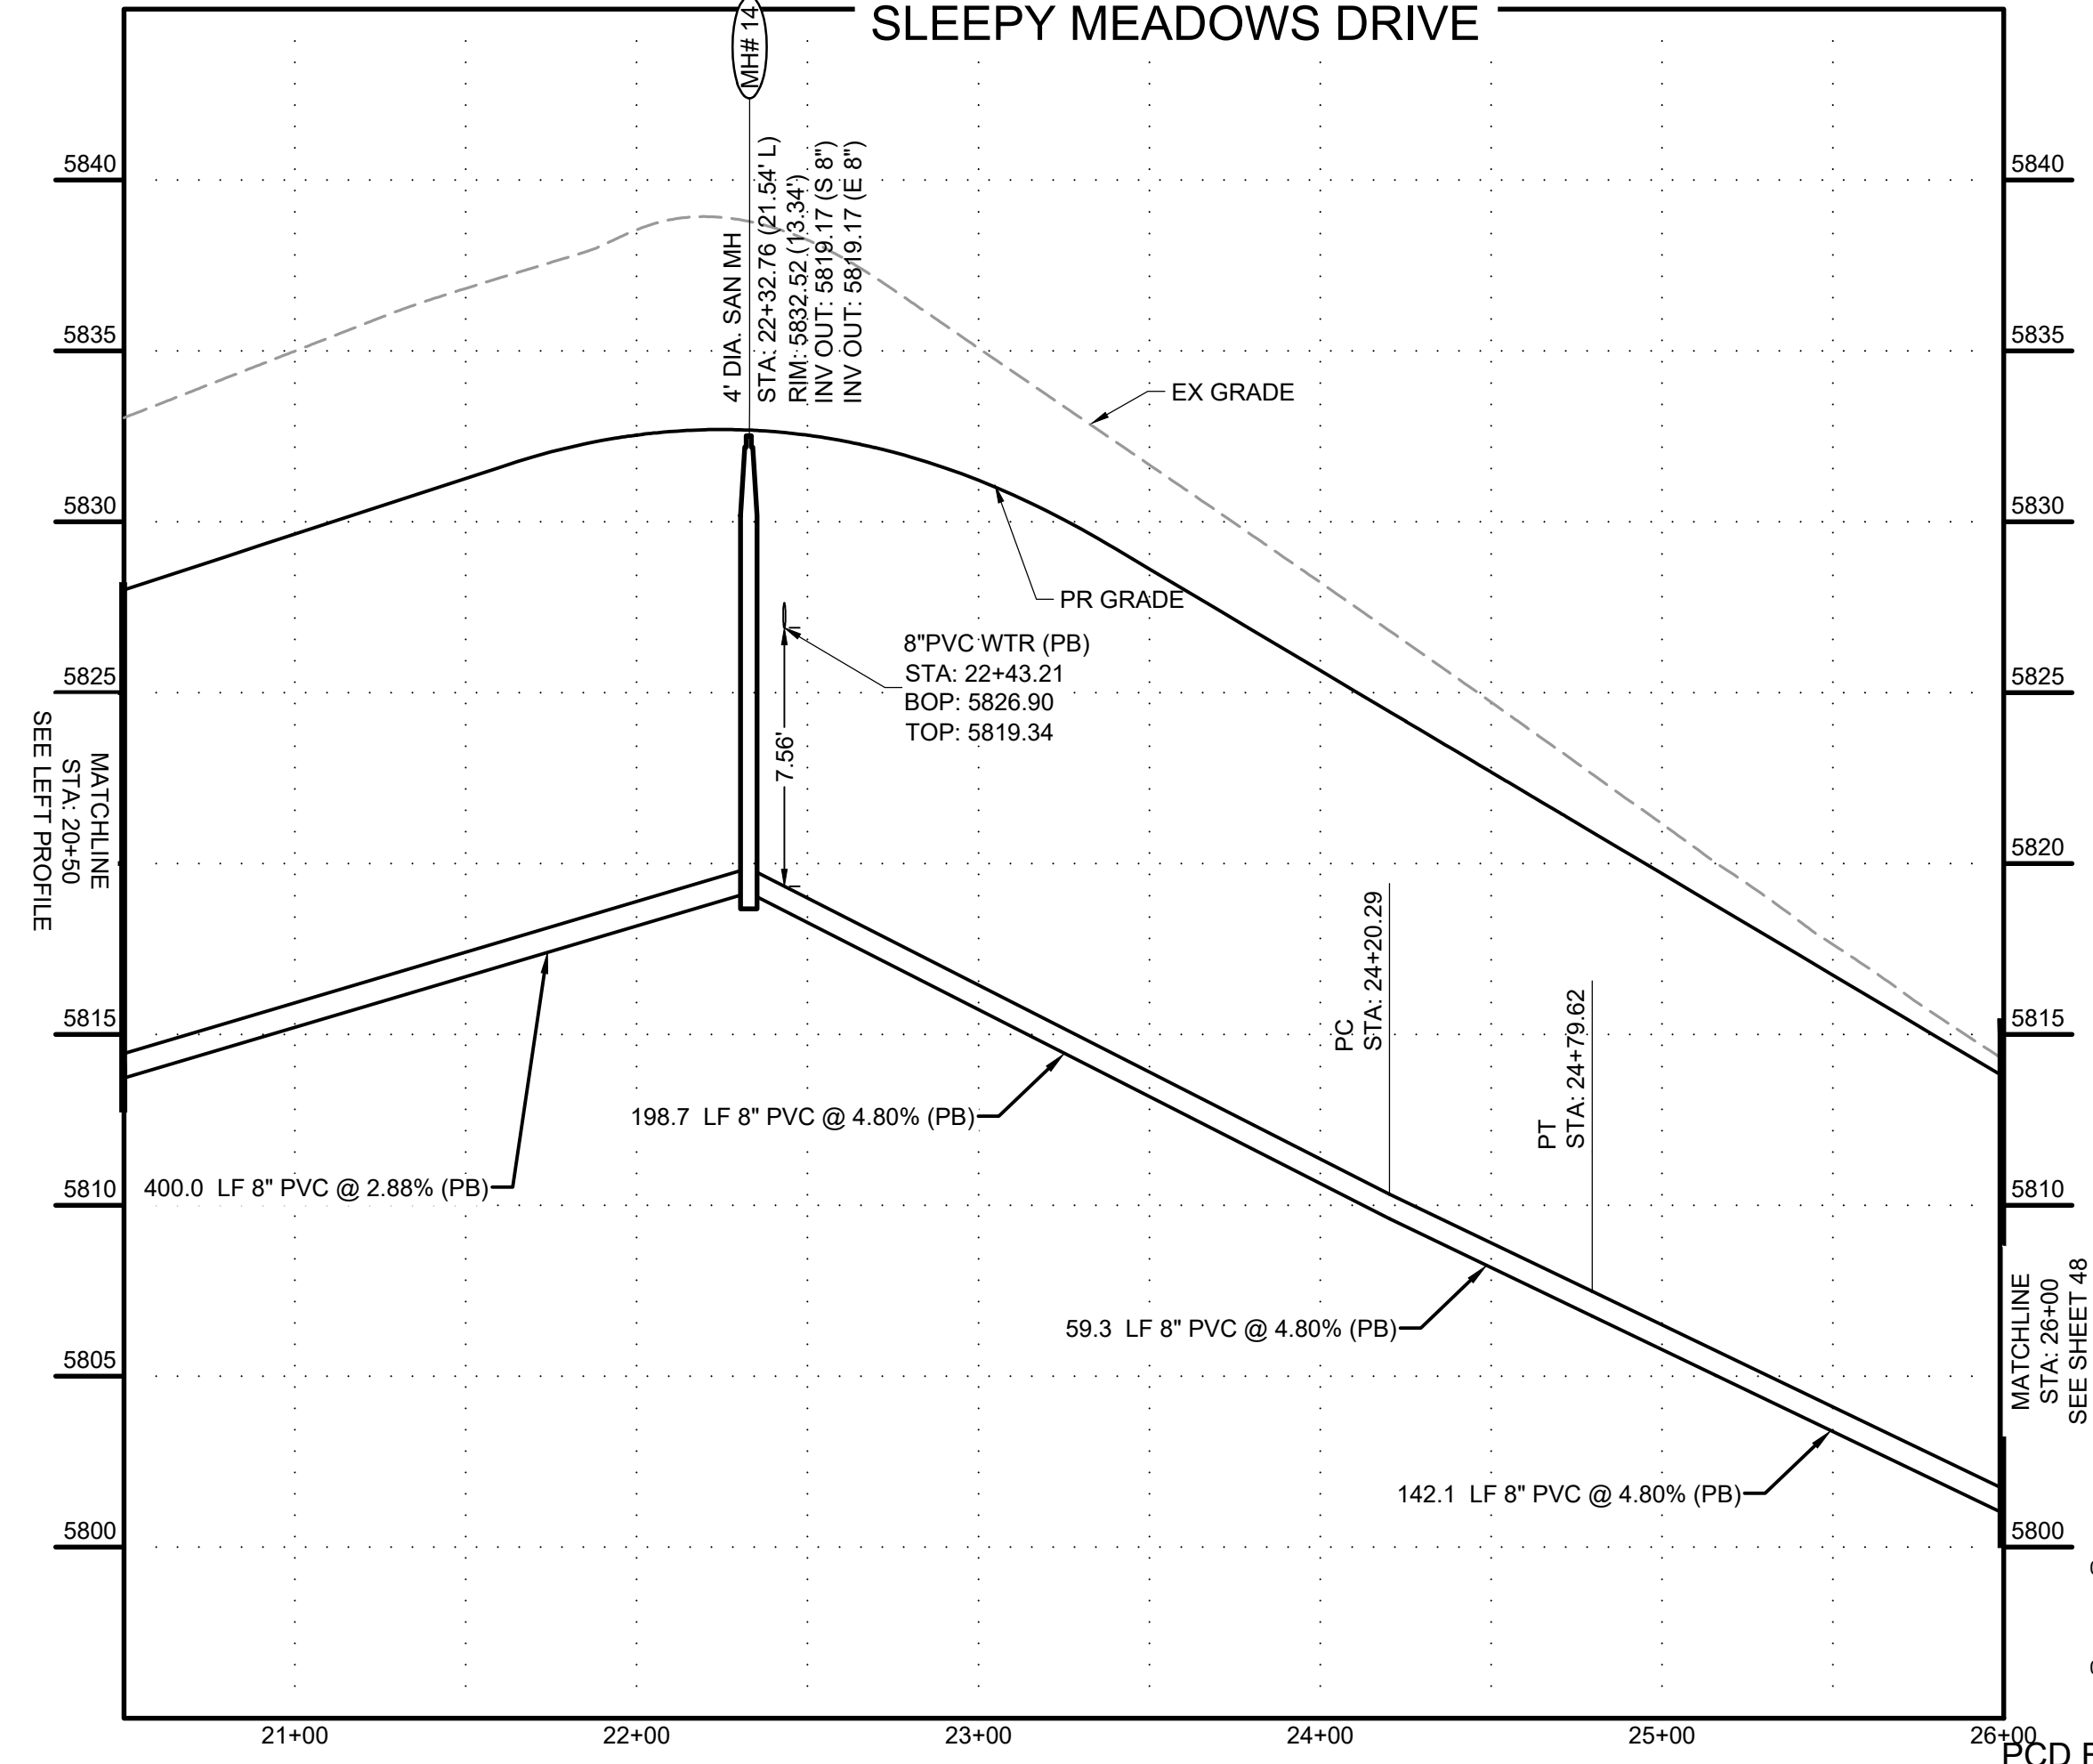 SLEEPY MEADOWS DRIVE
MH# 14
4' DIA. SAN MH
STA: 22+32.76 (21.54' L)
RIM: 5832.52 (13.34')
INV OUT: 5819.17 (S 8")
INV OUT: 5819.17 (E 8")
5840
5835
5830
5825
5820
5815
5810
5805
5800
5840
5835
5830
5825
5815
5810
5805
5800
EX GRADE
PR GRADE
8"PVC WTR (PB)
STA: 22+43.21
BOP: 5826.90
TOP: 5819.34
7.56'
MATCHLINE
STA: 20+50
SEE LEFT PROFILE
PC
STA: 24+20.29
PT
STA: 24+79.62
198.7 LF 8" PVC @ 4.80% (PB)
400.0 LF 8" PVC @ 2.88% (PB)
59.3 LF 8" PVC @ 4.80% (PB)
142.1 LF 8" PVC @ 4.80% (PB)
MATCHLINE
STA: 26+00
SEE SHEET 48
21+00
22+00
23+00
24+00
25+00
26+00
PCD